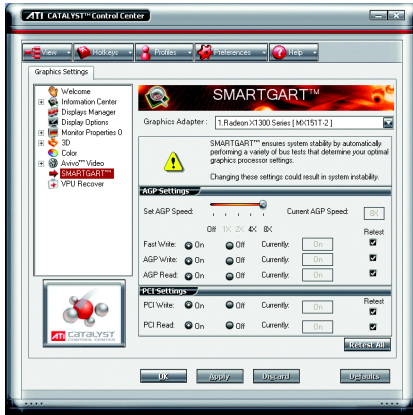 ATI CATALYST™ Control Center
View Hotkeys Profiles Preferences Help
Graphics Settings
Welcome
Information Center
Displays Manager
Display Options
Monitor Properties 0
3D
Color
Avivo™ Video
SMARTGART™
VPU Recover
ATI CATALYST
CONTROL CENTER
SMARTGART™
Graphics Adapter : 1.Radeon X1300 Series [ MX151T-2 ]
SMARTGART™ ensures system stability by automatically
performing a variety of bus tests that determine your optimal
graphics processor settings.
Changing these settings could result in system instability.
AGP Settings
Set AGP Speed: Current AGP Speed: 8X
Off 1X 2X 4X 8X Retest
Fast Write: On Off Currently: On
AGP Write: On Off Currently: On
AGP Read: On Off Currently: On
PCI Settings
Retest
PCI Write: On Off Currently: On
PCI Read: On Off Currently: On
Retest All
OK Apply Discard Defaults